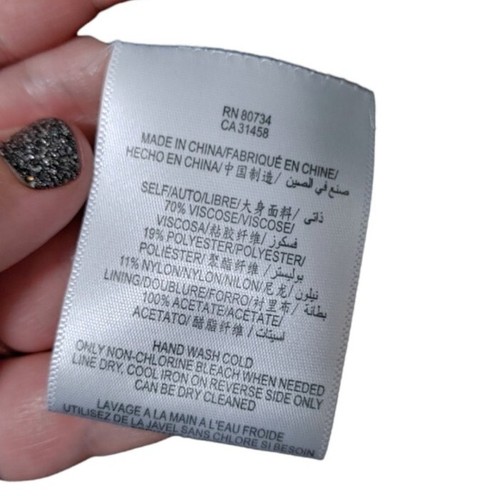 RN 80734
CA 31458
MADE IN CHINA/FABRIQUÉ EN CHINE/
HECHO EN CHINA/中国制造/ صنع في الصين
SELF/AUTO/LIBRE/大身面料/ ذاتي
70% VISCOSE/VISCOSE/
VISCOSA/粘胶纤维/ فسكوز
19% POLYESTER/POLYESTER/
POLIÉSTER/ 聚酯纤维/ بوليستر
11% NYLON/NYLON/NILON/尼龙/ نيلون
LINING/DOUBLURE/FORRO/衬里布/ بطانة
100% ACETATE/ACÉTATE/
ACETATO/醋酯纤维/ اسيتات
HAND WASH COLD
ONLY NON-CHLORINE BLEACH WHEN NEEDED
LINE DRY, COOL IRON ON REVERSE SIDE ONLY
CAN BE DRY CLEANED
LAVAGE A LA MAIN A L'EAU FROIDE
UTILISEZ DE LA JAVEL SANS CHLORE SI BESOIN